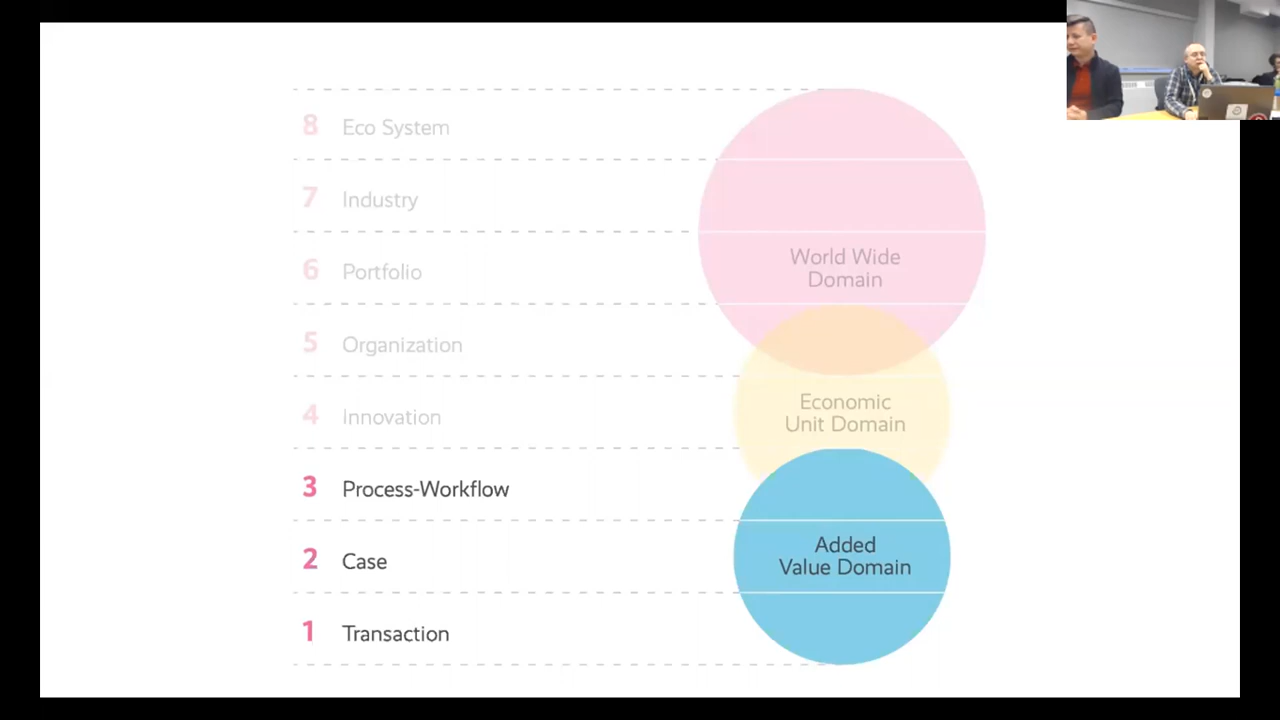 8 Eco System
7 Industry
6 Portfolio
5 Organization
4 Innovation
3 Process-Workflow
2 Case
1 Transaction
World Wide
Domain
Economic
Unit Domain
Added
Value Domain